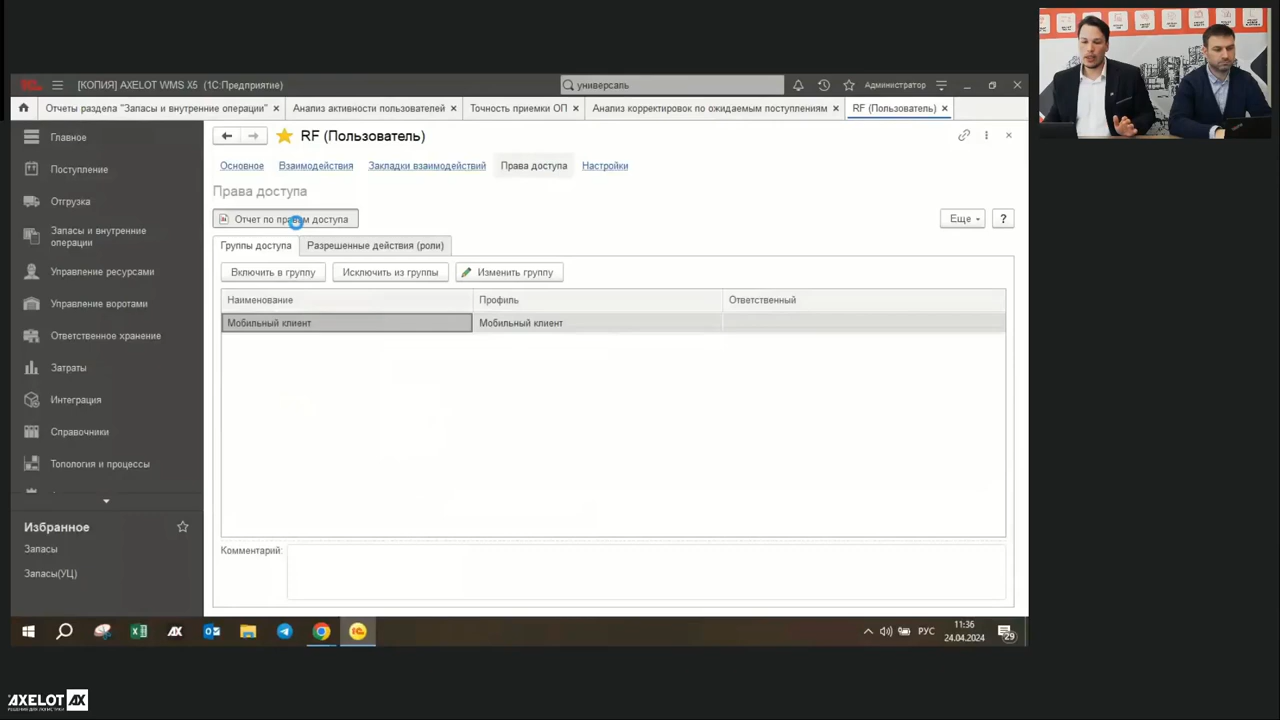 [КОПИЯ] AXELOT WMS X5 (1С:Предприятие)
универсаль
Администратор
Отчеты раздела "Запасы и внутренние операции"
Анализ активности пользователей
Точность приемки ОП
Анализ корректировок по ожидаемым поступлениям
RF (Пользователь)
Главное
Поступление
Отгрузка
Запасы и внутренние
операции
Управление ресурсами
Управление воротами
Ответственное хранение
Затраты
Интеграция
Справочники
Топология и процессы
Избранное
Запасы
Запасы(УЦ)
RF (Пользователь)
Основное
Взаимодействия
Закладки взаимодействий
Права доступа
Настройки
Права доступа
Отчет по правам доступа
Еще
?
Группы доступа
Разрешенные действия (роли)
Включить в группу
Исключить из группы
Изменить группу
Наименование
Профиль
Ответственный
Мобильный клиент
Мобильный клиент
Комментарий:
РУС
11:36
24.04.2024
29
AXELOT AX